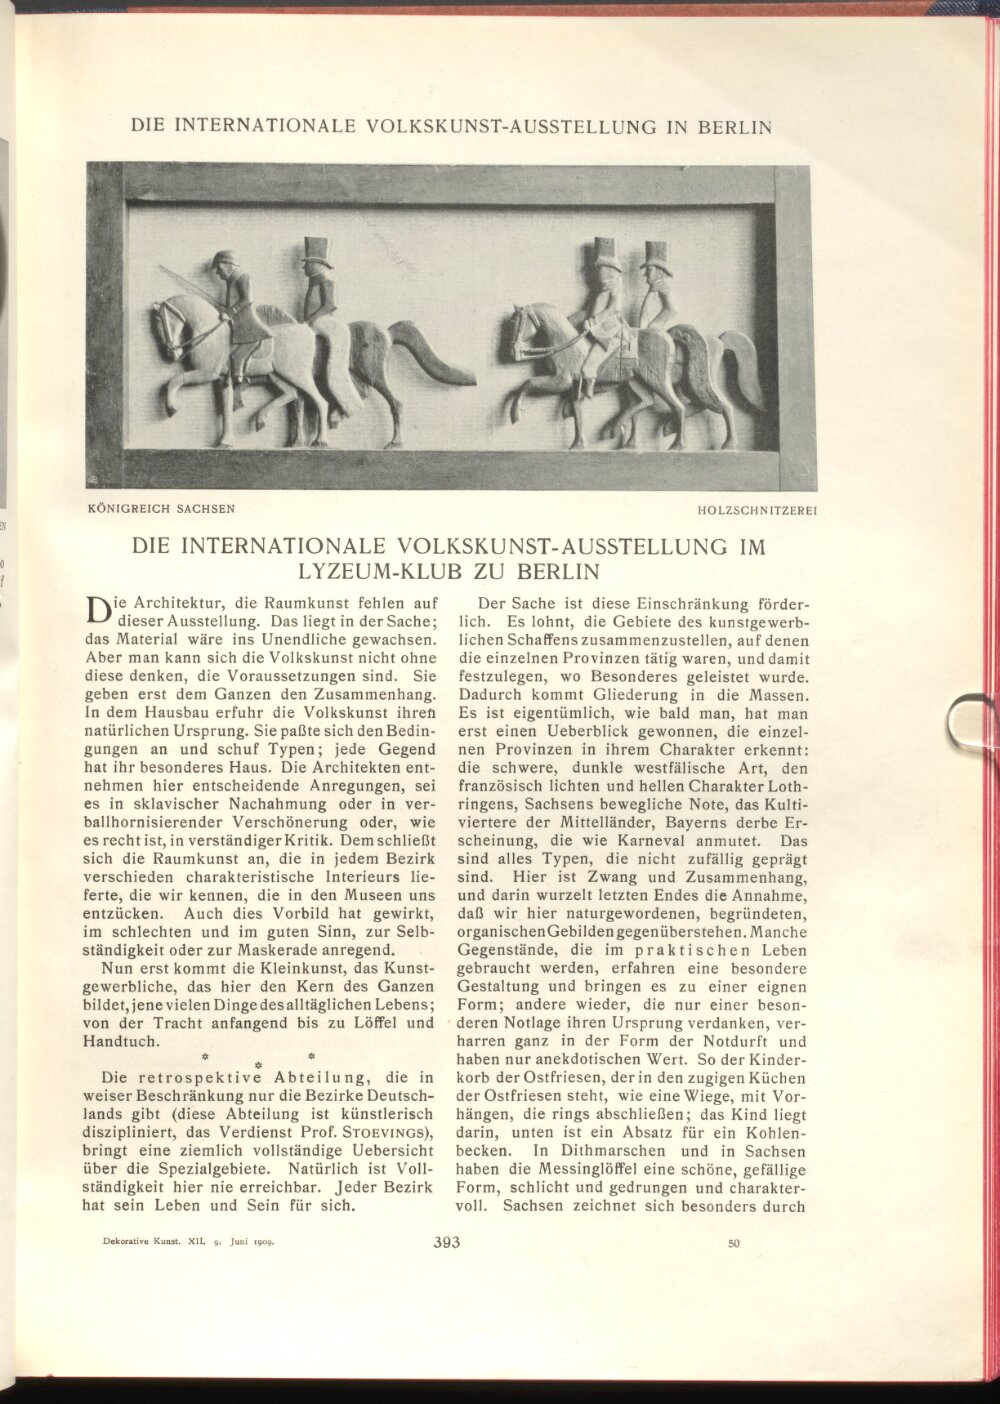 DIE INTERNATIONALE VOLKSKUNST-AUSSTELLUNG IN BERLIN
KÖNIGREICH SACHSEN
HOLZSCHNITZEREI
DIE INTERNATIONALE VOLKSKUNST-AUSSTELLUNG IM
LYZEUM-KLUB ZU BERLIN
Die Architektur, die Raumkunst fehlen auf
dieser Ausstellung. Das liegt in der Sache;
das Material wäre ins Unendliche gewachsen.
Aber man kann sich die Volkskunst nicht ohne
diese denken, die Voraussetzungen sind. Sie
geben erst dem Ganzen den Zusammenhang.
In dem Hausbau erfuhr die Volkskunst ihren
natürlichen Ursprung. Sie paßte sich den Bedin-
gungen an und schuf Typen; jede Gegend
hat ihr besonderes Haus. Die Architekten ent-
nehmen hier entscheidende Anregungen, sei
es in sklavischer Nachahmung oder in ver-
ballhornisierender Verschönerung oder, wie
es recht ist, in verständiger Kritik. Dem schließt
sich die Raumkunst an, die in jedem Bezirk
verschieden charakteristische Interieurs lie-
ferte, die wir kennen, die in den Museen uns
entzücken. Auch dies Vorbild hat gewirkt,
im schlechten und im guten Sinn, zur Selb-
ständigkeit oder zur Maskerade anregend.
Nun erst kommt die Kleinkunst, das Kunst-
gewerbliche, das hier den Kern des Ganzen
bildet, jene vielen Dinge des alltäglichen Lebens;
von der Tracht anfangend bis zu Löffel und
Handtuch.
* * *
Die retrospektive Abteilung, die in
weiser Beschränkung nur die Bezirke Deutsch-
lands gibt (diese Abteilung ist künstlerisch
diszipliniert, das Verdienst Prof. STOEVINGS),
bringt eine ziemlich vollständige Uebersicht
über die Spezialgebiete. Natürlich ist Voll-
ständigkeit hier nie erreichbar. Jeder Bezirk
hat sein Leben und Sein für sich.
Der Sache ist diese Einschränkung förder-
lich. Es lohnt, die Gebiete des kunstgewerb-
lichen Schaffens zusammenzustellen, auf denen
die einzelnen Provinzen tätig waren, und damit
festzulegen, wo Besonderes geleistet wurde.
Dadurch kommt Gliederung in die Massen.
Es ist eigentümlich, wie bald man, hat man
erst einen Ueberblick gewonnen, die einzel-
nen Provinzen in ihrem Charakter erkennt:
die schwere, dunkle westfälische Art, den
französisch lichten und hellen Charakter Loth-
ringens, Sachsens bewegliche Note, das Kulti-
viertere der Mittelländer, Bayerns derbe Er-
scheinung, die wie Karneval anmutet. Das
sind alles Typen, die nicht zufällig geprägt
sind. Hier ist Zwang und Zusammenhang,
und darin wurzelt letzten Endes die Annahme,
daß wir hier naturgewordenen, begründeten,
organischen Gebilden gegenüberstehen. Manche
Gegenstände, die im praktischen Leben
gebraucht werden, erfahren eine besondere
Gestaltung und bringen es zu einer eignen
Form; andere wieder, die nur einer beson-
deren Notlage ihren Ursprung verdanken, ver-
harren ganz in der Form der Notdurft und
haben nur anekdotischen Wert. So der Kinder-
korb der Ostfriesen, der in den zugigen Küchen
der Ostfriesen steht, wie eine Wiege, mit Vor-
hängen, die rings abschließen; das Kind liegt
darin, unten ist ein Absatz für ein Kohlen-
becken. In Dithmarschen und in Sachsen
haben die Messinglöffel eine schöne, gefällige
Form, schlicht und gedrungen und charakter-
voll. Sachsen zeichnet sich besonders durch
Dekorative Kunst. XII. 9. Juni 1909.
393
50